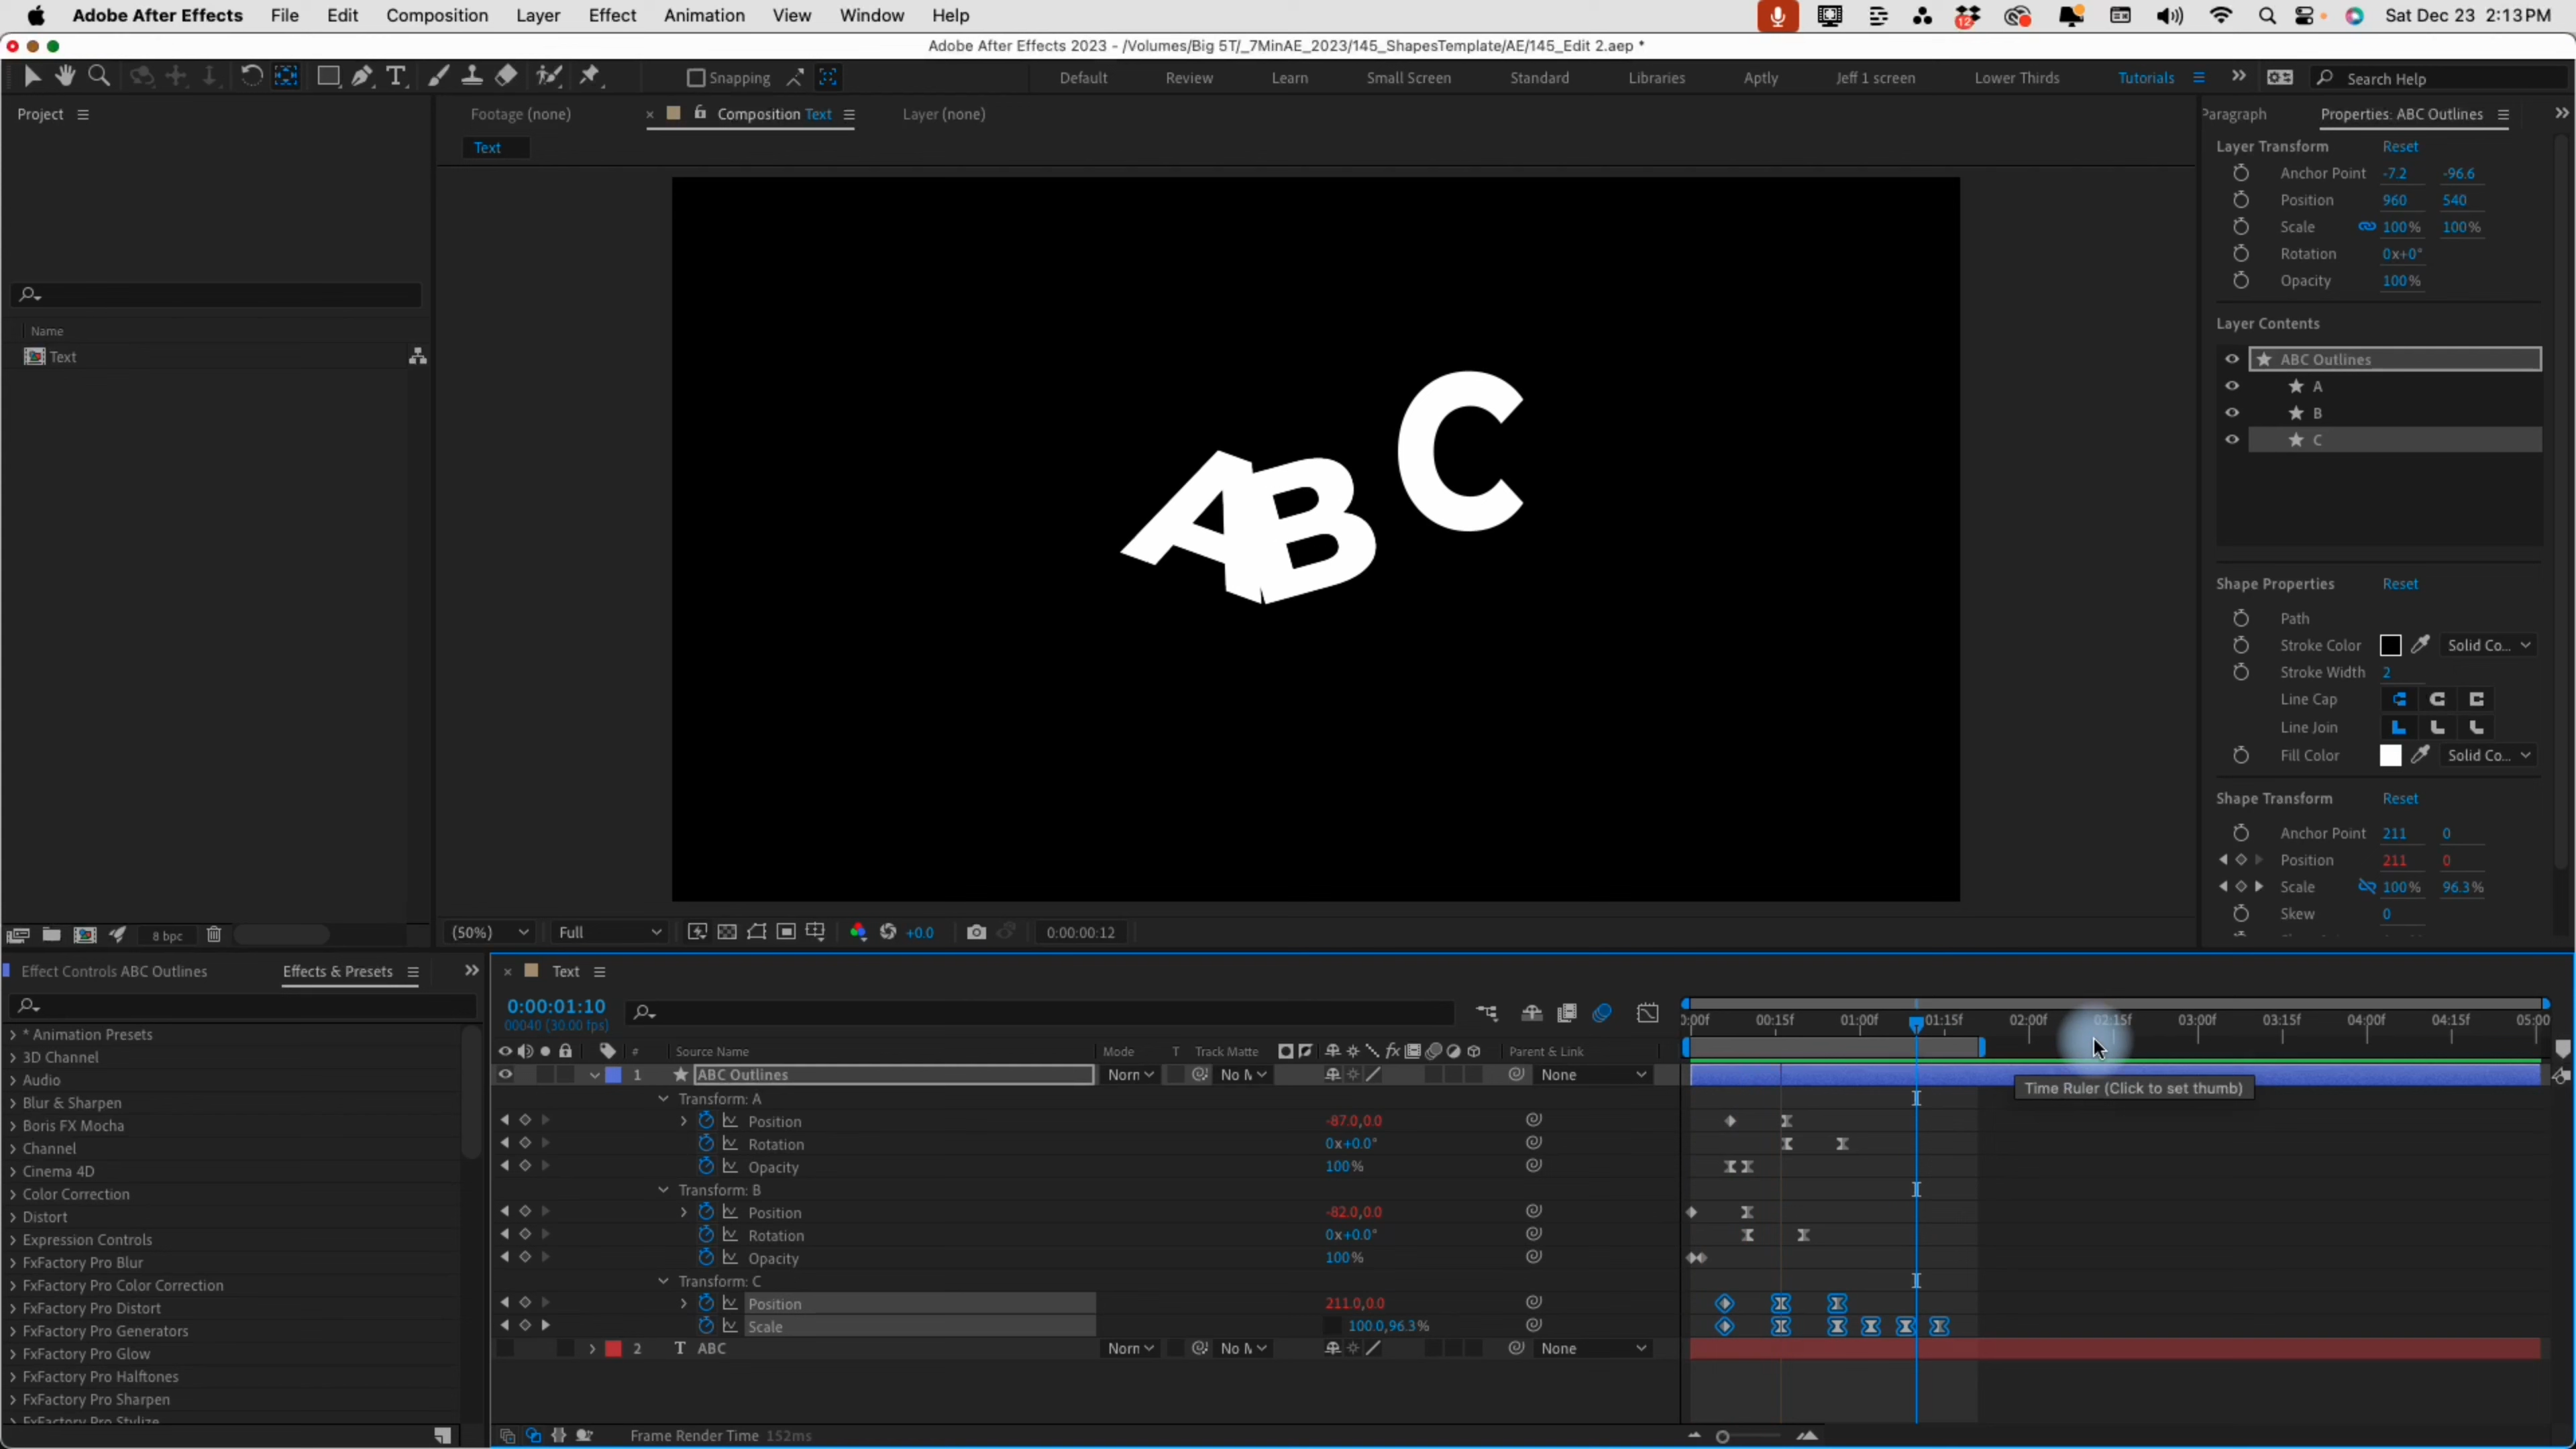 After Effects File Edit Composition Layer Effect Animation View Window Help 12 Sat Dec 23 2:13 PM
Adobe After Effects 2023 - /Volumes/Big 5T/_7MinAE_2023/145_ShapesTemplate/AE/145_Edit 2.aep *
Snapping Default Review Learn Small Screen Standard Libraries Aptly Jeff 1 screen Lower Thirds Tutorials Search Help
Project Footage (none) Composition Text Layer (none) Paragraph Properties: ABC Outlines
Text
Layer Transform Reset
Anchor Point -7.2 -96.6
Position 960 540
Scale 100% 100%
Rotation 0x+0°
Opacity 100%
Layer Contents
ABC Outlines
A
B
C
Name
Text
ABC
Shape Properties Reset
Path
Stroke Color Solid Co...
Stroke Width 2
Line Cap
Line Join
Fill Color Solid Co...
Shape Transform Reset
Anchor Point 211 0
Position 211 0
Scale 100% 96.3%
Skew 0
8 bpc (50%) Full +0.0 0:00:00:12
Effect Controls ABC Outlines Effects & Presets
Text
0:00:01:10
00040 (30.00 fps)
* Animation Presets
3D Channel
Audio
Blur & Sharpen
Boris FX Mocha
Channel
Cinema 4D
Color Correction
Distort
Expression Controls
FxFactory Pro Blur
FxFactory Pro Color Correction
FxFactory Pro Distort
FxFactory Pro Generators
FxFactory Pro Glow
FxFactory Pro Halftones
FxFactory Pro Sharpen
FxFactory Pro Stylize
0:00f 00:15f 01:00f 01:15f 02:00f 02:15f 03:00f 03:15f 04:00f 04:15f 05:00
# Source Name Mode T Track Matte fx Parent & Link
1 ABC Outlines Norn No M None
Time Ruler (Click to set thumb)
Transform: A
Position -87.0,0.0
Rotation 0x+0.0°
Opacity 100%
Transform: B
Position -82.0,0.0
Rotation 0x+0.0°
Opacity 100%
Transform: C
Position 211.0,0.0
Scale 100.0,96.3%
2 T ABC Norn No M None
Frame Render Time 152ms